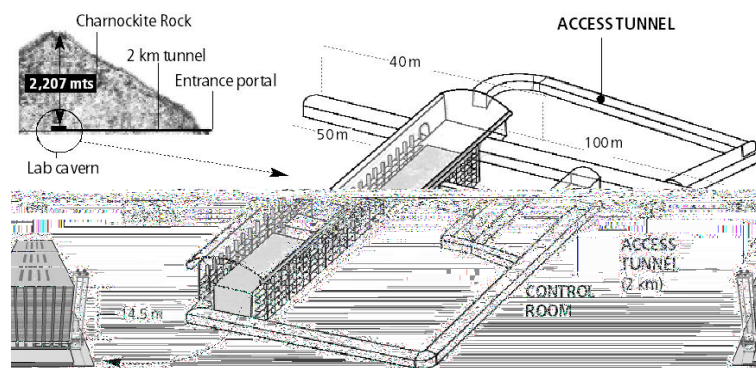 Charnockite Rock
2 km tunnel
2,207 mts
Entrance portal
Lab cavern
ACCESS TUNNEL
40 m
50 m
100 m
ACCESS
TUNNEL
(2 km)
CONTROL
ROOM
14.5 m